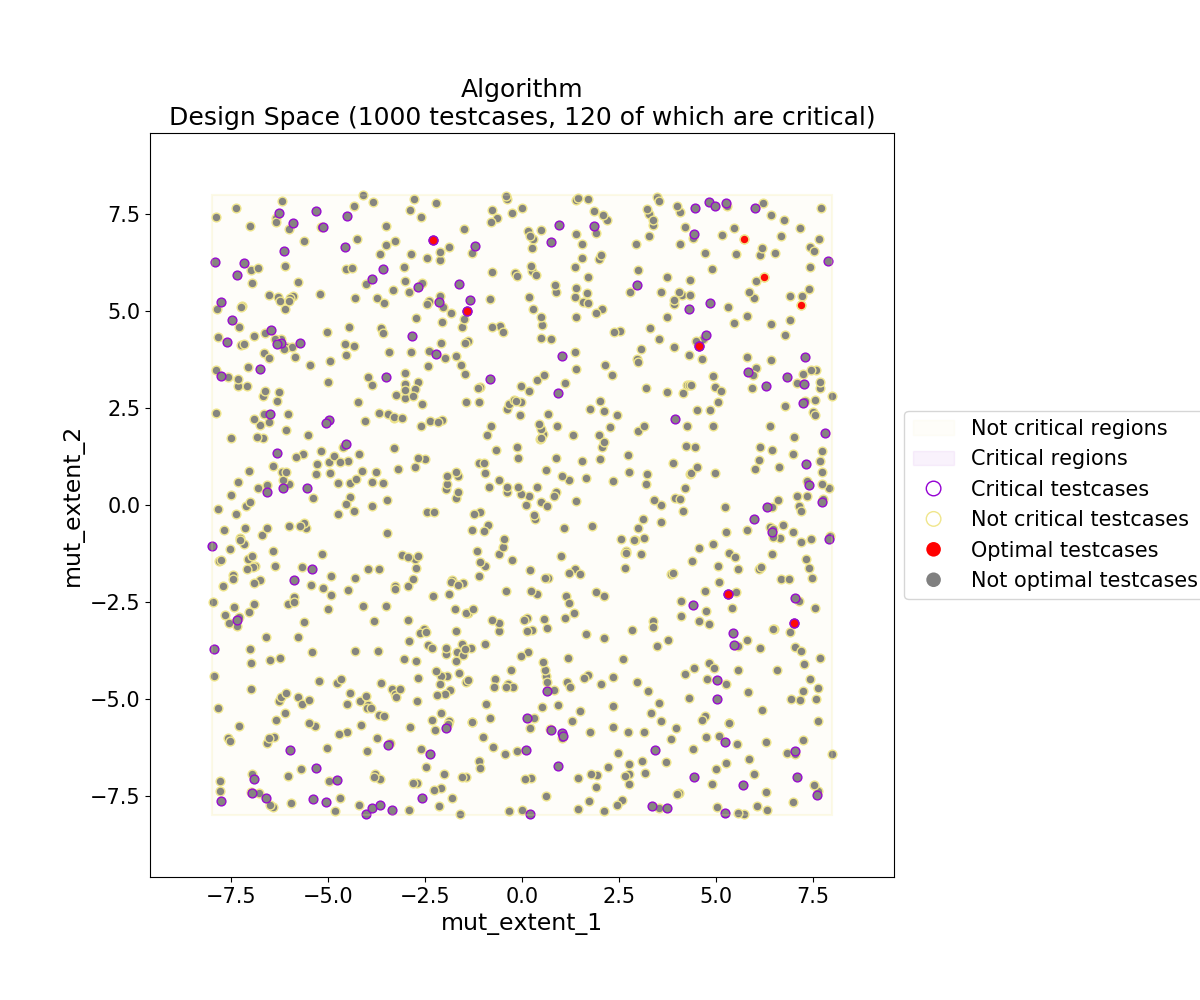 Algorithm
Design Space (1000 testcases, 120 of which are critical)
7.5
5.0
2.5
0.0
−2.5
−5.0
−7.5
mut_extent_2
−7.5 −5.0 −2.5 0.0 2.5 5.0 7.5
mut_extent_1
Not critical regions
Critical regions
Critical testcases
Not critical testcases
Optimal testcases
Not optimal testcases